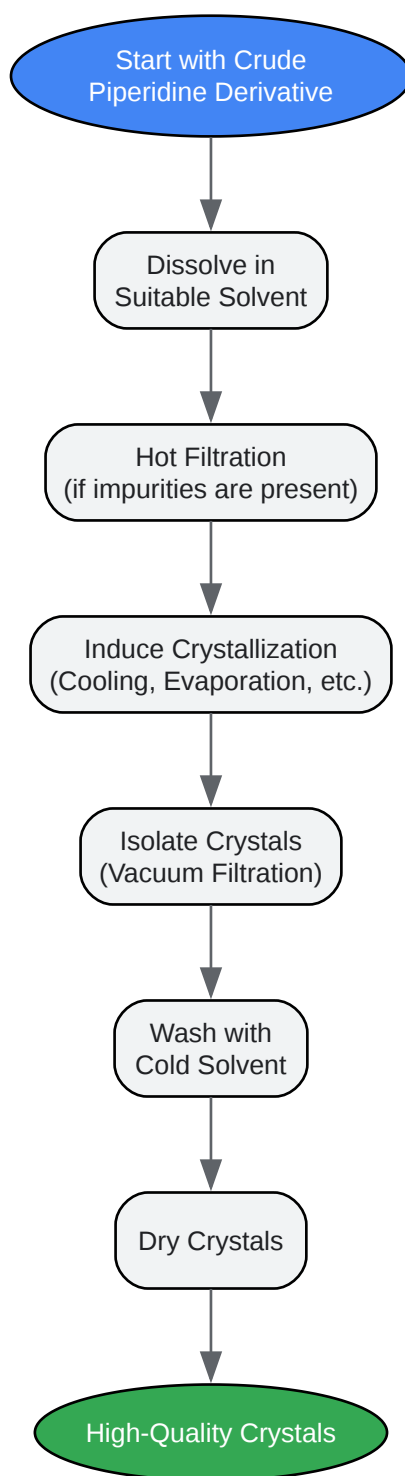 Start with Crude
Piperidine Derivative
Dissolve in
Suitable Solvent
Hot Filtration
(if impurities are present)
Induce Crystallization
(Cooling, Evaporation, etc.)
Isolate Crystals
(Vacuum Filtration)
Wash with
Cold Solvent
Dry Crystals
High-Quality Crystals